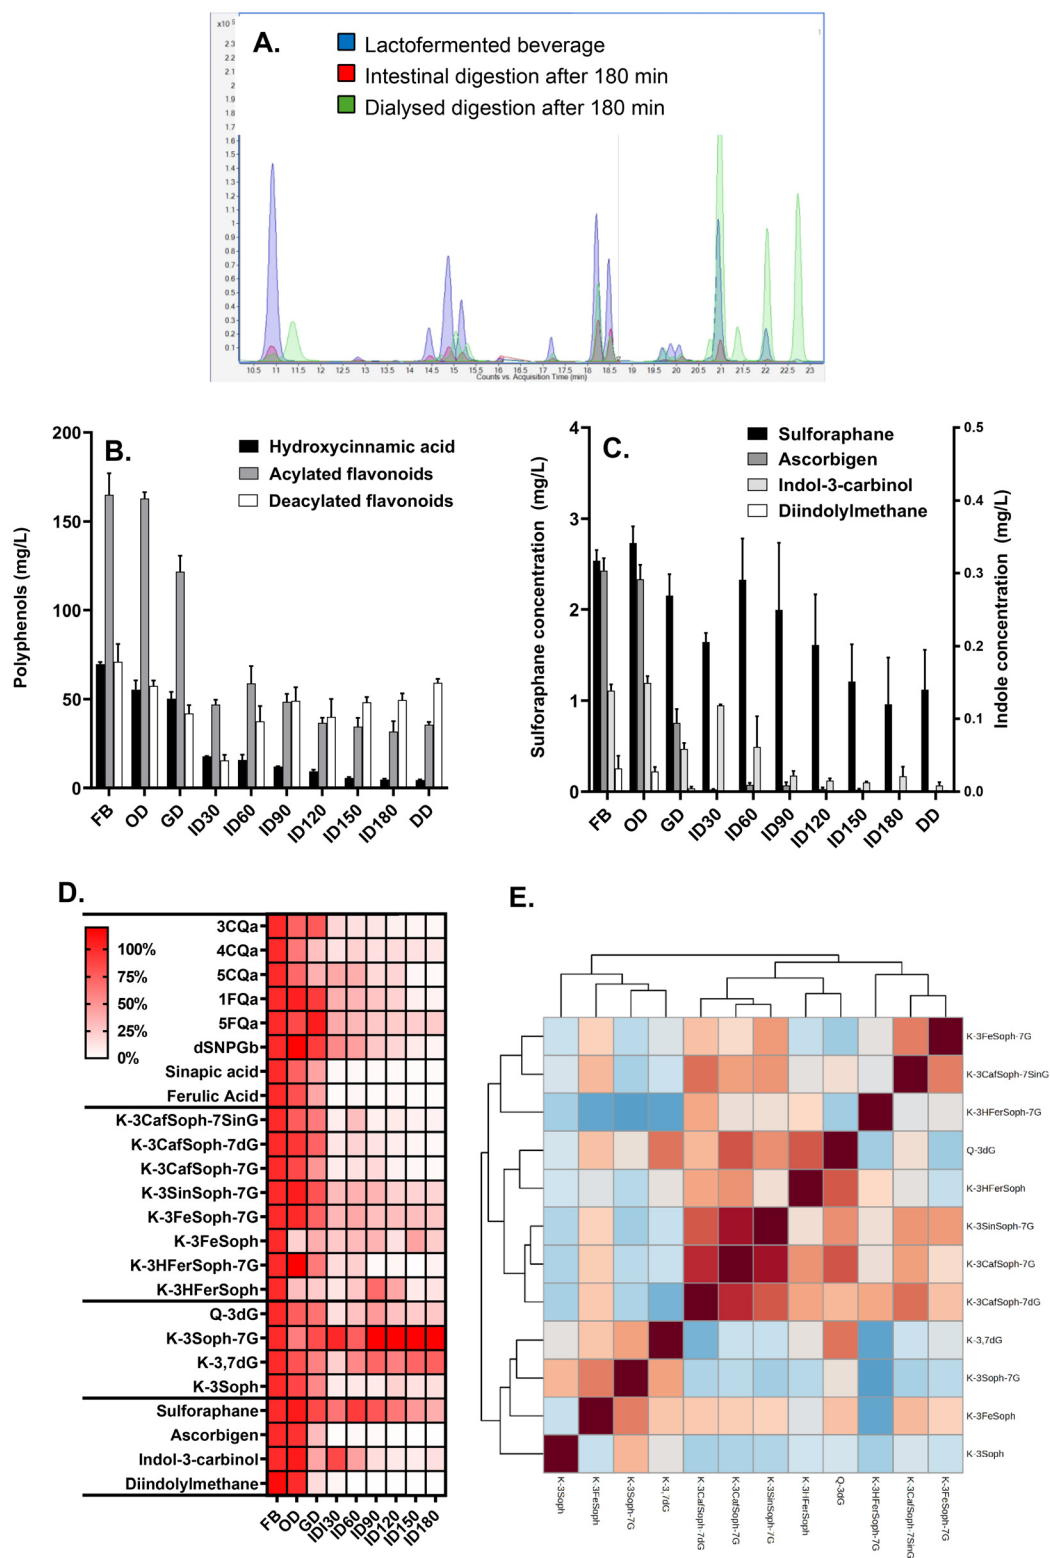 x10 5
A.
1
Lactofermented beverage
Intestinal digestion after 180 min
Dialysed digestion after 180 min
2.3
2.2
2.1
2
1.9
1.8
1.7
1.6
1.5
1.4
1.3
1.2
1.1
1
0.9
0.8
0.7
0.6
0.5
0.4
0.3
0.2
0.1
10.5 11 11.5 12 12.5 13 13.5 14 14.5 15 15.5 16 16.5 17 17.5 18 18.5 19 19.5 20 20.5 21 21.5 22 22.5 23
Counts vs. Acquisition Time (min)
B.
Polyphenols (mg/L)
200
150
100
50
0
Hydroxycinnamic acid
Acylated flavonoids
Deacylated flavonoids
FB OD GD ID30 ID60 ID90 ID120 ID150 ID180 DD
C.
Sulforaphane concentration (mg/L)
4
3
2
1
0
Sulforaphane
Ascorbigen
Indol-3-carbinol
Diindolylmethane
0.5
0.4
0.3
0.2
0.1
0.0
Indole concentration (mg/L)
FB OD GD ID30 ID60 ID90 ID120 ID150 ID180 DD
D.
100%
75%
50%
25%
0%
3CQa
4CQa
5CQa
1FQa
5FQa
dSNPGb
Sinapic acid
Ferulic Acid
K-3CafSoph-7SinG
K-3CafSoph-7dG
K-3CafSoph-7G
K-3SinSoph-7G
K-3FeSoph-7G
K-3FeSoph
K-3HFerSoph-7G
K-3HFerSoph
Q-3dG
K-3Soph-7G
K-3,7dG
K-3Soph
Sulforaphane
Ascorbigen
Indol-3-carbinol
Diindolylmethane
FB OD GD IDI30 ID60 ID90 ID120 ID150 ID180
E.
K-3FeSoph-7G
K-3CafSoph-7SinG
K-3HFerSoph-7G
Q-3dG
K-3HFerSoph
K-3SinSoph-7G
K-3CafSoph-7G
K-3CafSoph-7dG
K-3,7dG
K-3Soph-7G
K-3FeSoph
K-3Soph
K-3Soph
K-3FeSoph
K-3Soph-7G
K-3,7dG
K-3CafSoph-7dG
K-3CafSoph-7G
K-3SinSoph-7G
K-3HFerSoph
Q-3dG
K-3HFerSoph-7G
K-3CafSoph-7SinG
K-3FeSoph-7G